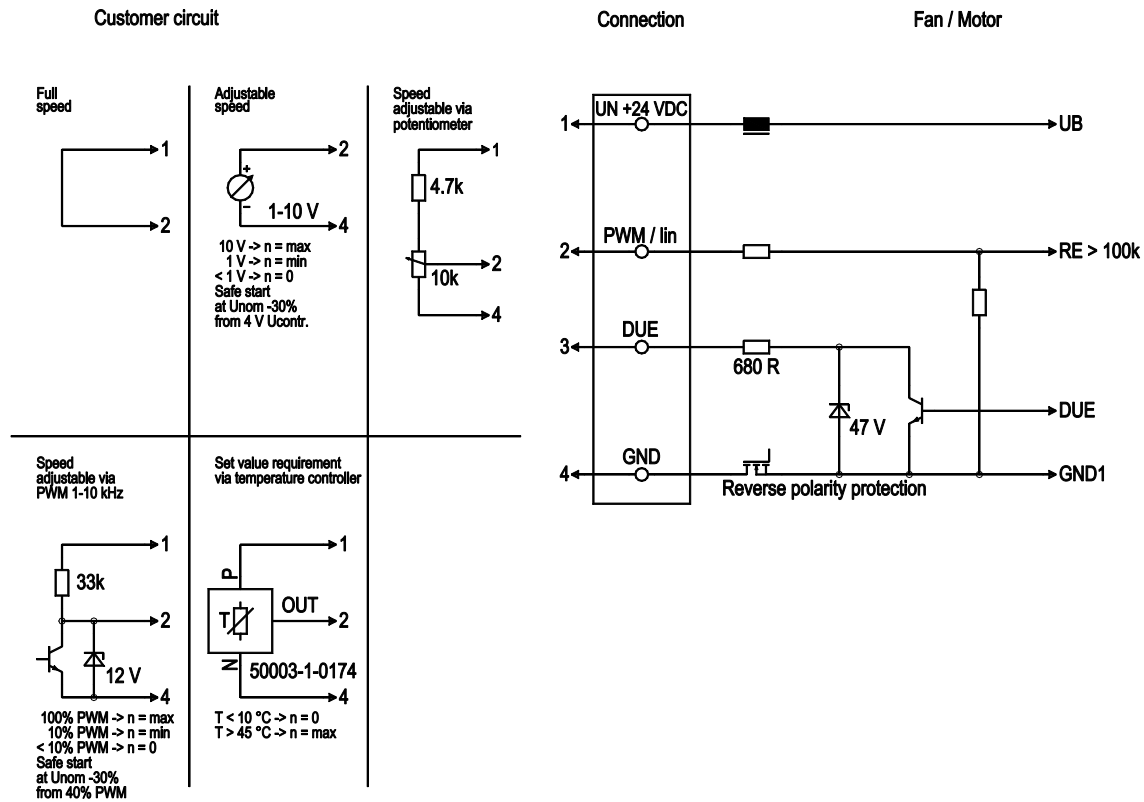 Customer circuit
Connection
Fan / Motor
Full
speed
1
2
Adjustable
speed
2
+
−
1-10 V
4
10 V -> n = max
1 V -> n = min
< 1 V -> n = 0
Safe start
at Unom -30%
from 4 V Ucontr.
Speed
adjustable via
potentiometer
1
4.7k
2
10k
4
Speed
adjustable via
PWM 1-10 kHz
1
33k
2
12 V
4
100% PWM -> n = max
10% PWM -> n = min
< 10% PWM -> n = 0
Safe start
at Unom -30%
from 40% PWM
Set value requirement
via temperature controller
1
P
T
OUT
2
N
50003-1-0174
4
T < 10 °C -> n = 0
T > 45 °C -> n = max
1
UN +24 VDC
UB
2
PWM / lin
RE > 100k
3
DUE
680 R
47 V
DUE
4
GND
GND1
Reverse polarity protection